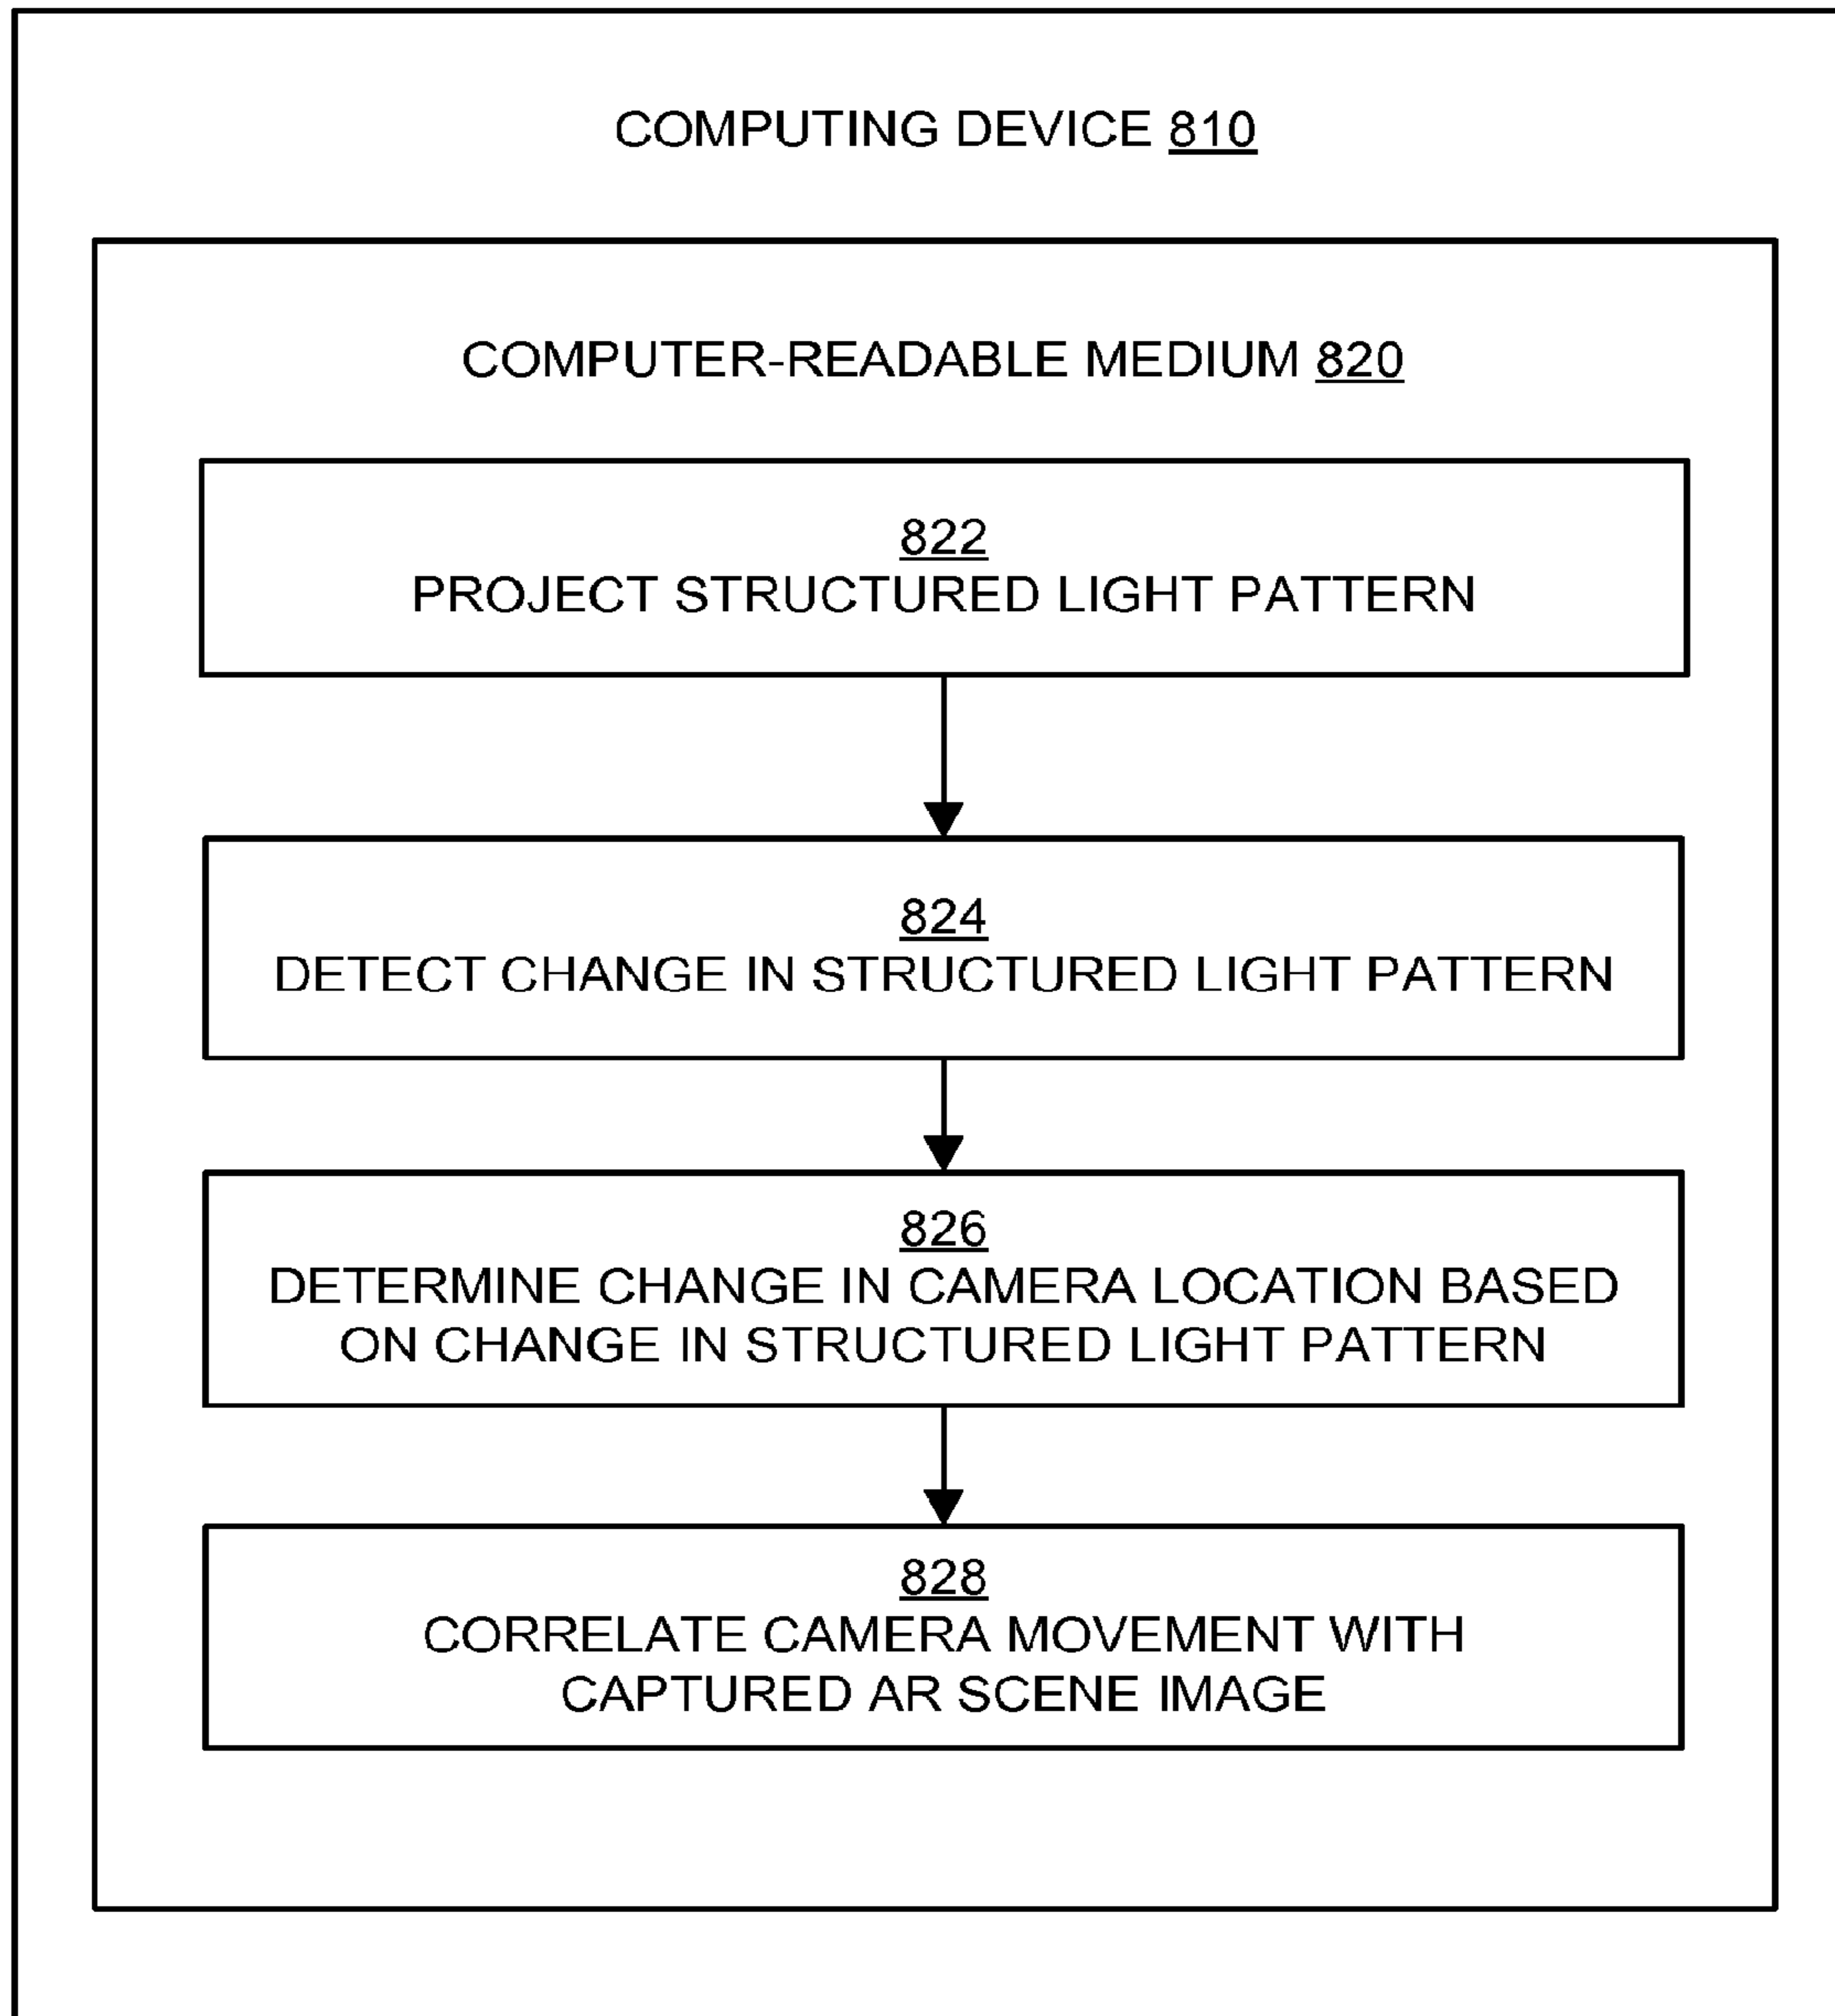 COMPUTING DEVICE 810
COMPUTER-READABLE MEDIUM 820
822
PROJECT STRUCTURED LIGHT PATTERN
824
DETECT CHANGE IN STRUCTURED LIGHT PATTERN
826
DETERMINE CHANGE IN CAMERA LOCATION BASED
ON CHANGE IN STRUCTURED LIGHT PATTERN
828
CORRELATE CAMERA MOVEMENT WITH
CAPTURED AR SCENE IMAGE